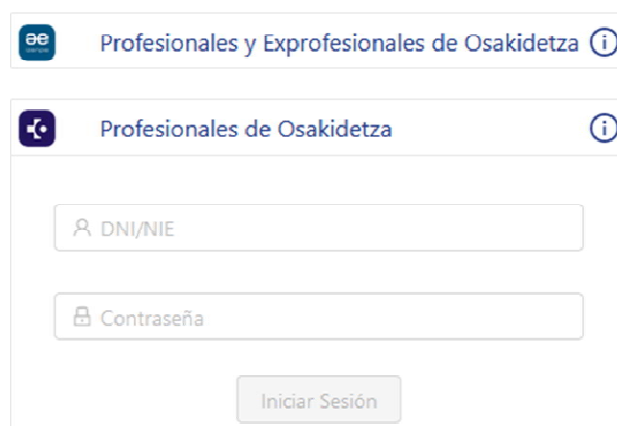 Profesionales y Exprofesionales de Osakidetza
Profesionales de Osakidetza
DNI/NIE
Contraseña
Iniciar Sesión